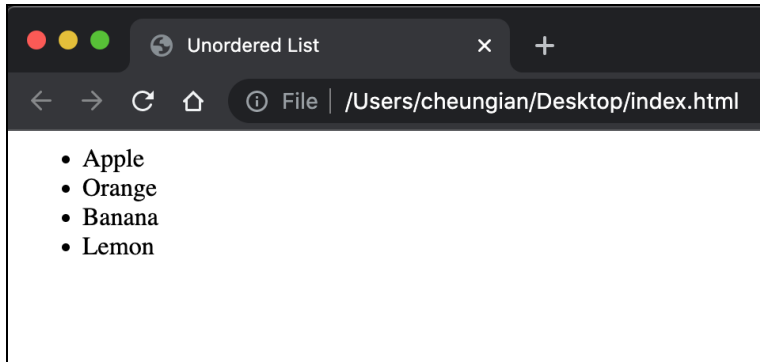 Unordered List
File /Users/cheungian/Desktop/index.html
• Apple
• Orange
• Banana
• Lemon